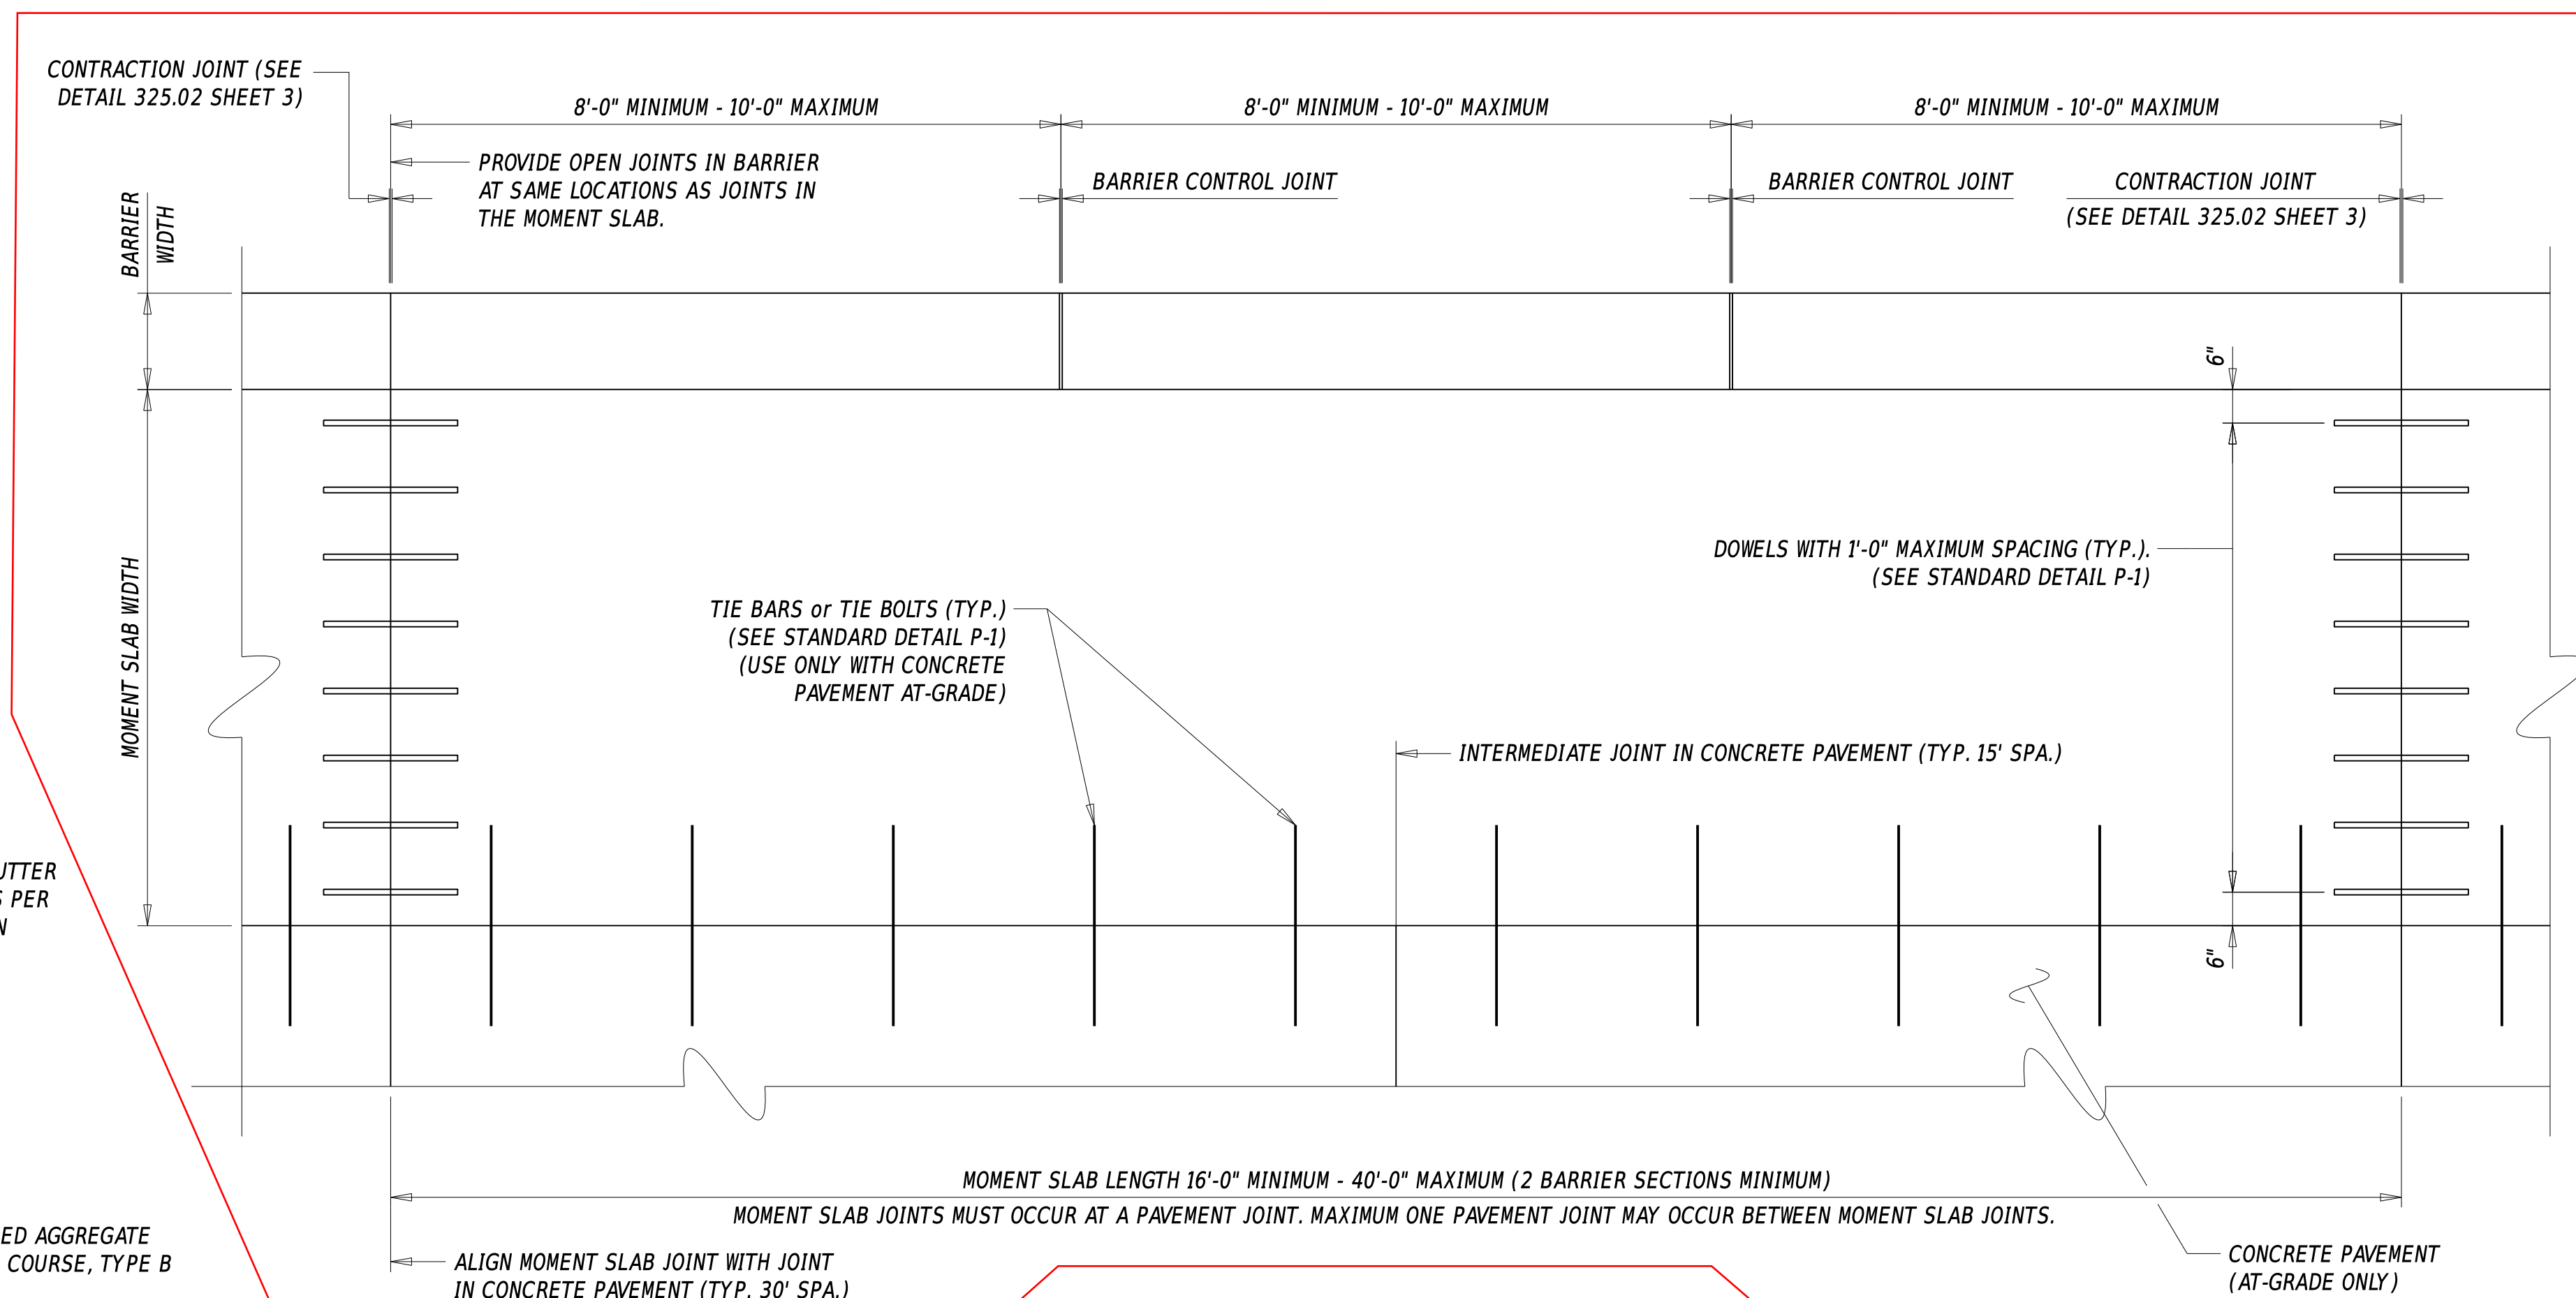 CONTRACTION JOINT (SEE
DETAIL 325.02 SHEET 3)
8'-0" MINIMUM - 10'-0" MAXIMUM
8'-0" MINIMUM - 10'-0" MAXIMUM
8'-0" MINIMUM - 10'-0" MAXIMUM
PROVIDE OPEN JOINTS IN BARRIER
AT SAME LOCATIONS AS JOINTS IN
THE MOMENT SLAB.
BARRIER CONTROL JOINT
BARRIER CONTROL JOINT
CONTRACTION JOINT
(SEE DETAIL 325.02 SHEET 3)
BARRIER
WIDTH
6"
MOMENT SLAB WIDTH
DOWELS WITH 1'-0" MAXIMUM SPACING (TYP.).
(SEE STANDARD DETAIL P-1)
TIE BARS or TIE BOLTS (TYP.)
(SEE STANDARD DETAIL P-1)
(USE ONLY WITH CONCRETE
PAVEMENT AT-GRADE)
INTERMEDIATE JOINT IN CONCRETE PAVEMENT (TYP. 15' SPA.)
6"
UTTER
PER
MOMENT SLAB LENGTH 16'-0" MINIMUM - 40'-0" MAXIMUM (2 BARRIER SECTIONS MINIMUM)
MOMENT SLAB JOINTS MUST OCCUR AT A PAVEMENT JOINT. MAXIMUM ONE PAVEMENT JOINT MAY OCCUR BETWEEN MOMENT SLAB JOINTS.
ED AGGREGATE
COURSE, TYPE B
ALIGN MOMENT SLAB JOINT WITH JOINT
IN CONCRETE PAVEMENT (TYP. 30' SPA.)
CONCRETE PAVEMENT
(AT-GRADE ONLY)